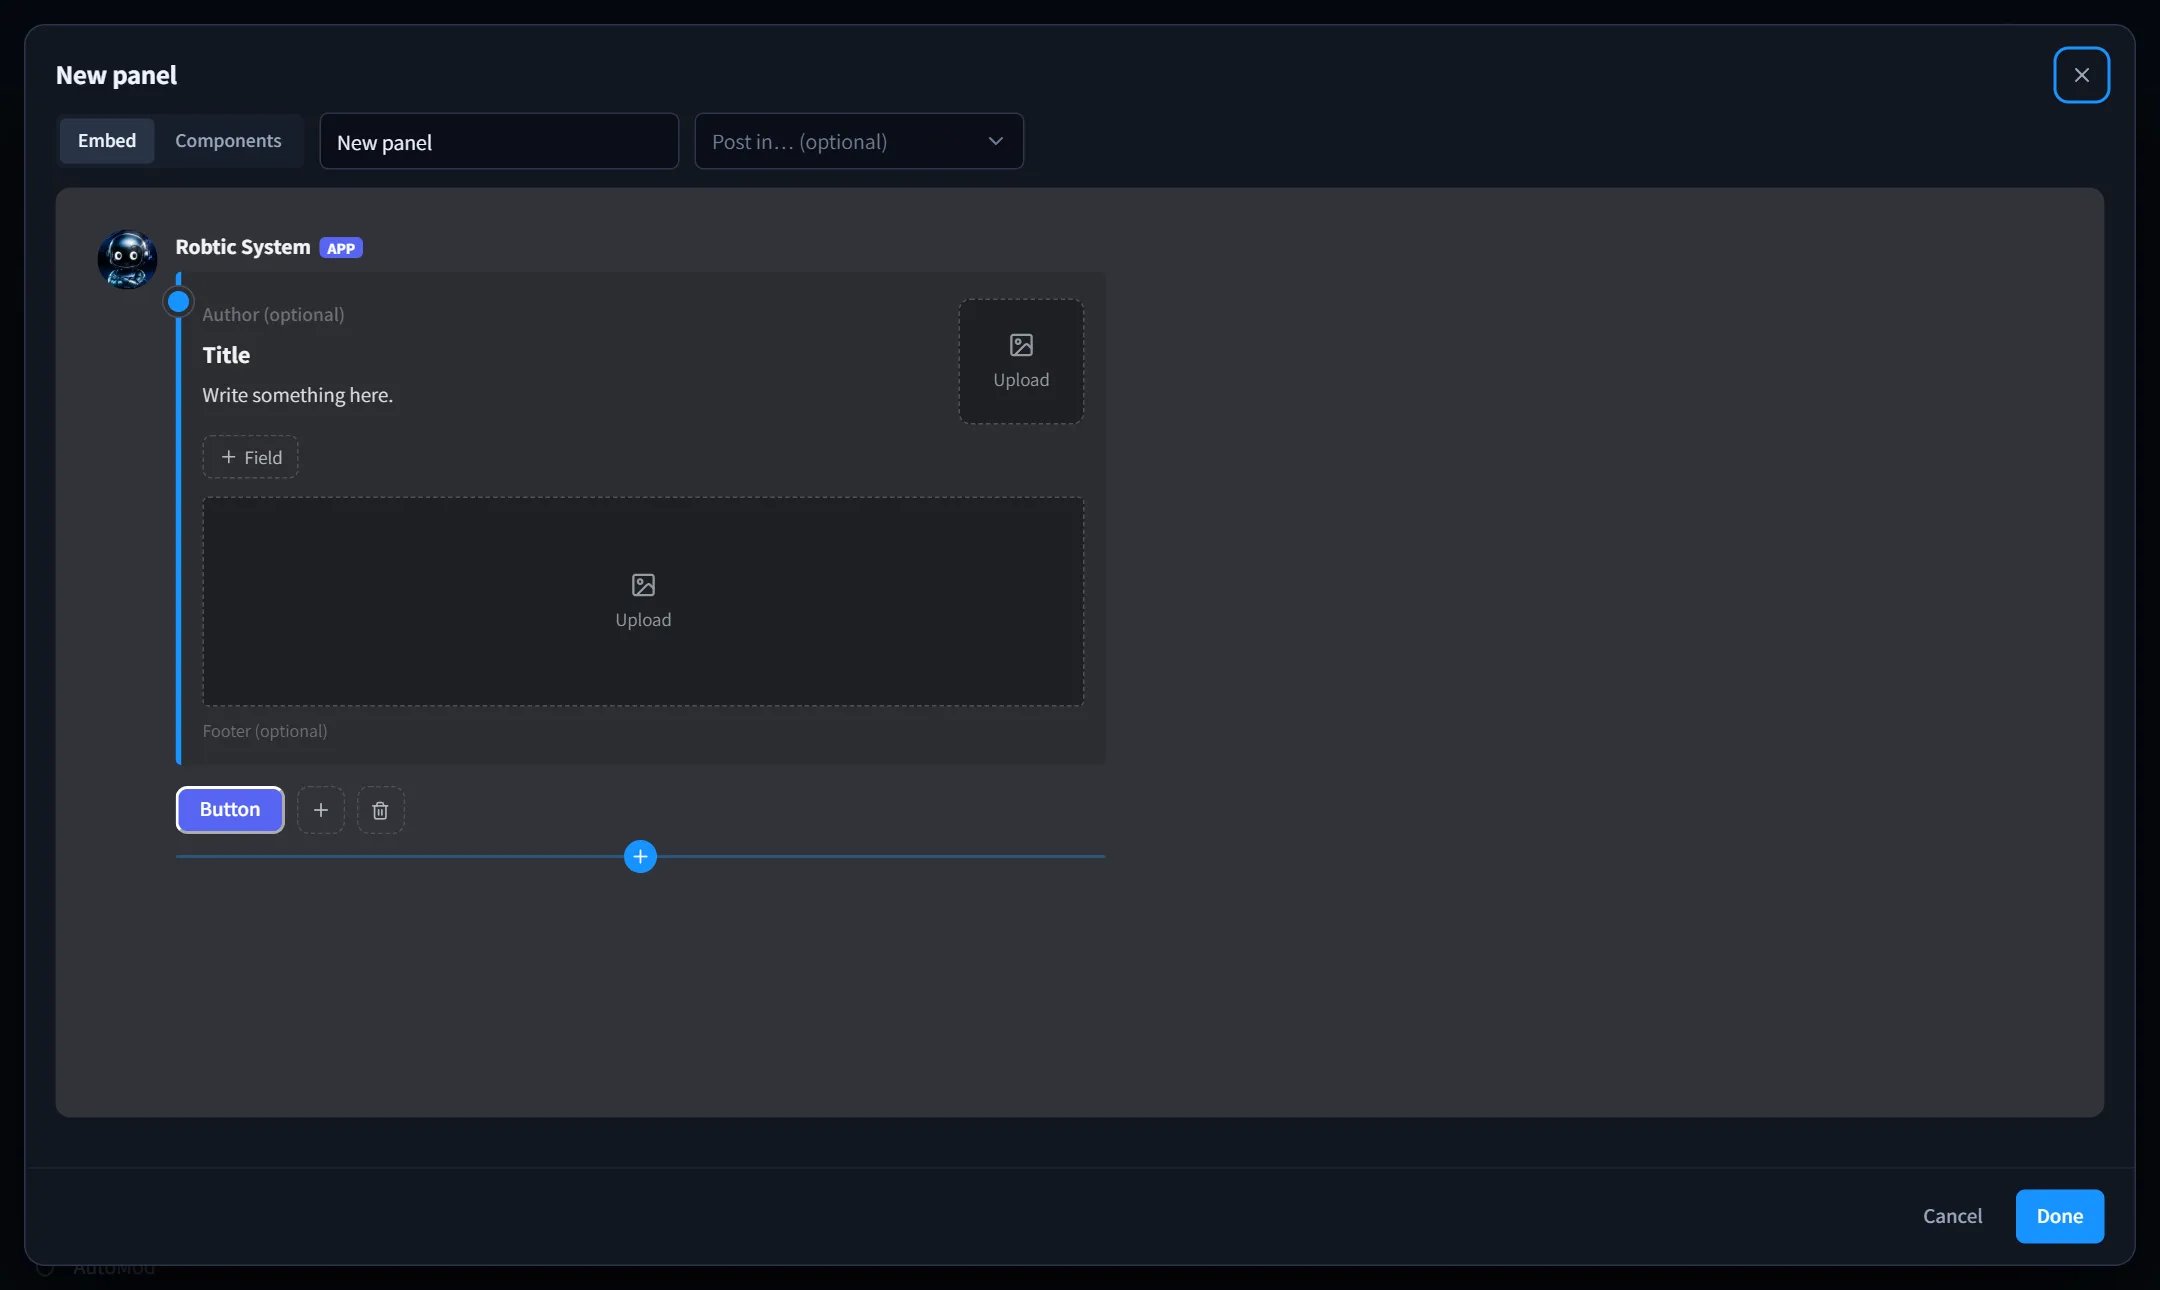 New panel
Embed
Components
New panel
Post in… (optional)
Robtic System APP
Author (optional)
Title
Write something here.
Upload
+ Field
Upload
Footer (optional)
Button
Cancel
Done
AutoMod